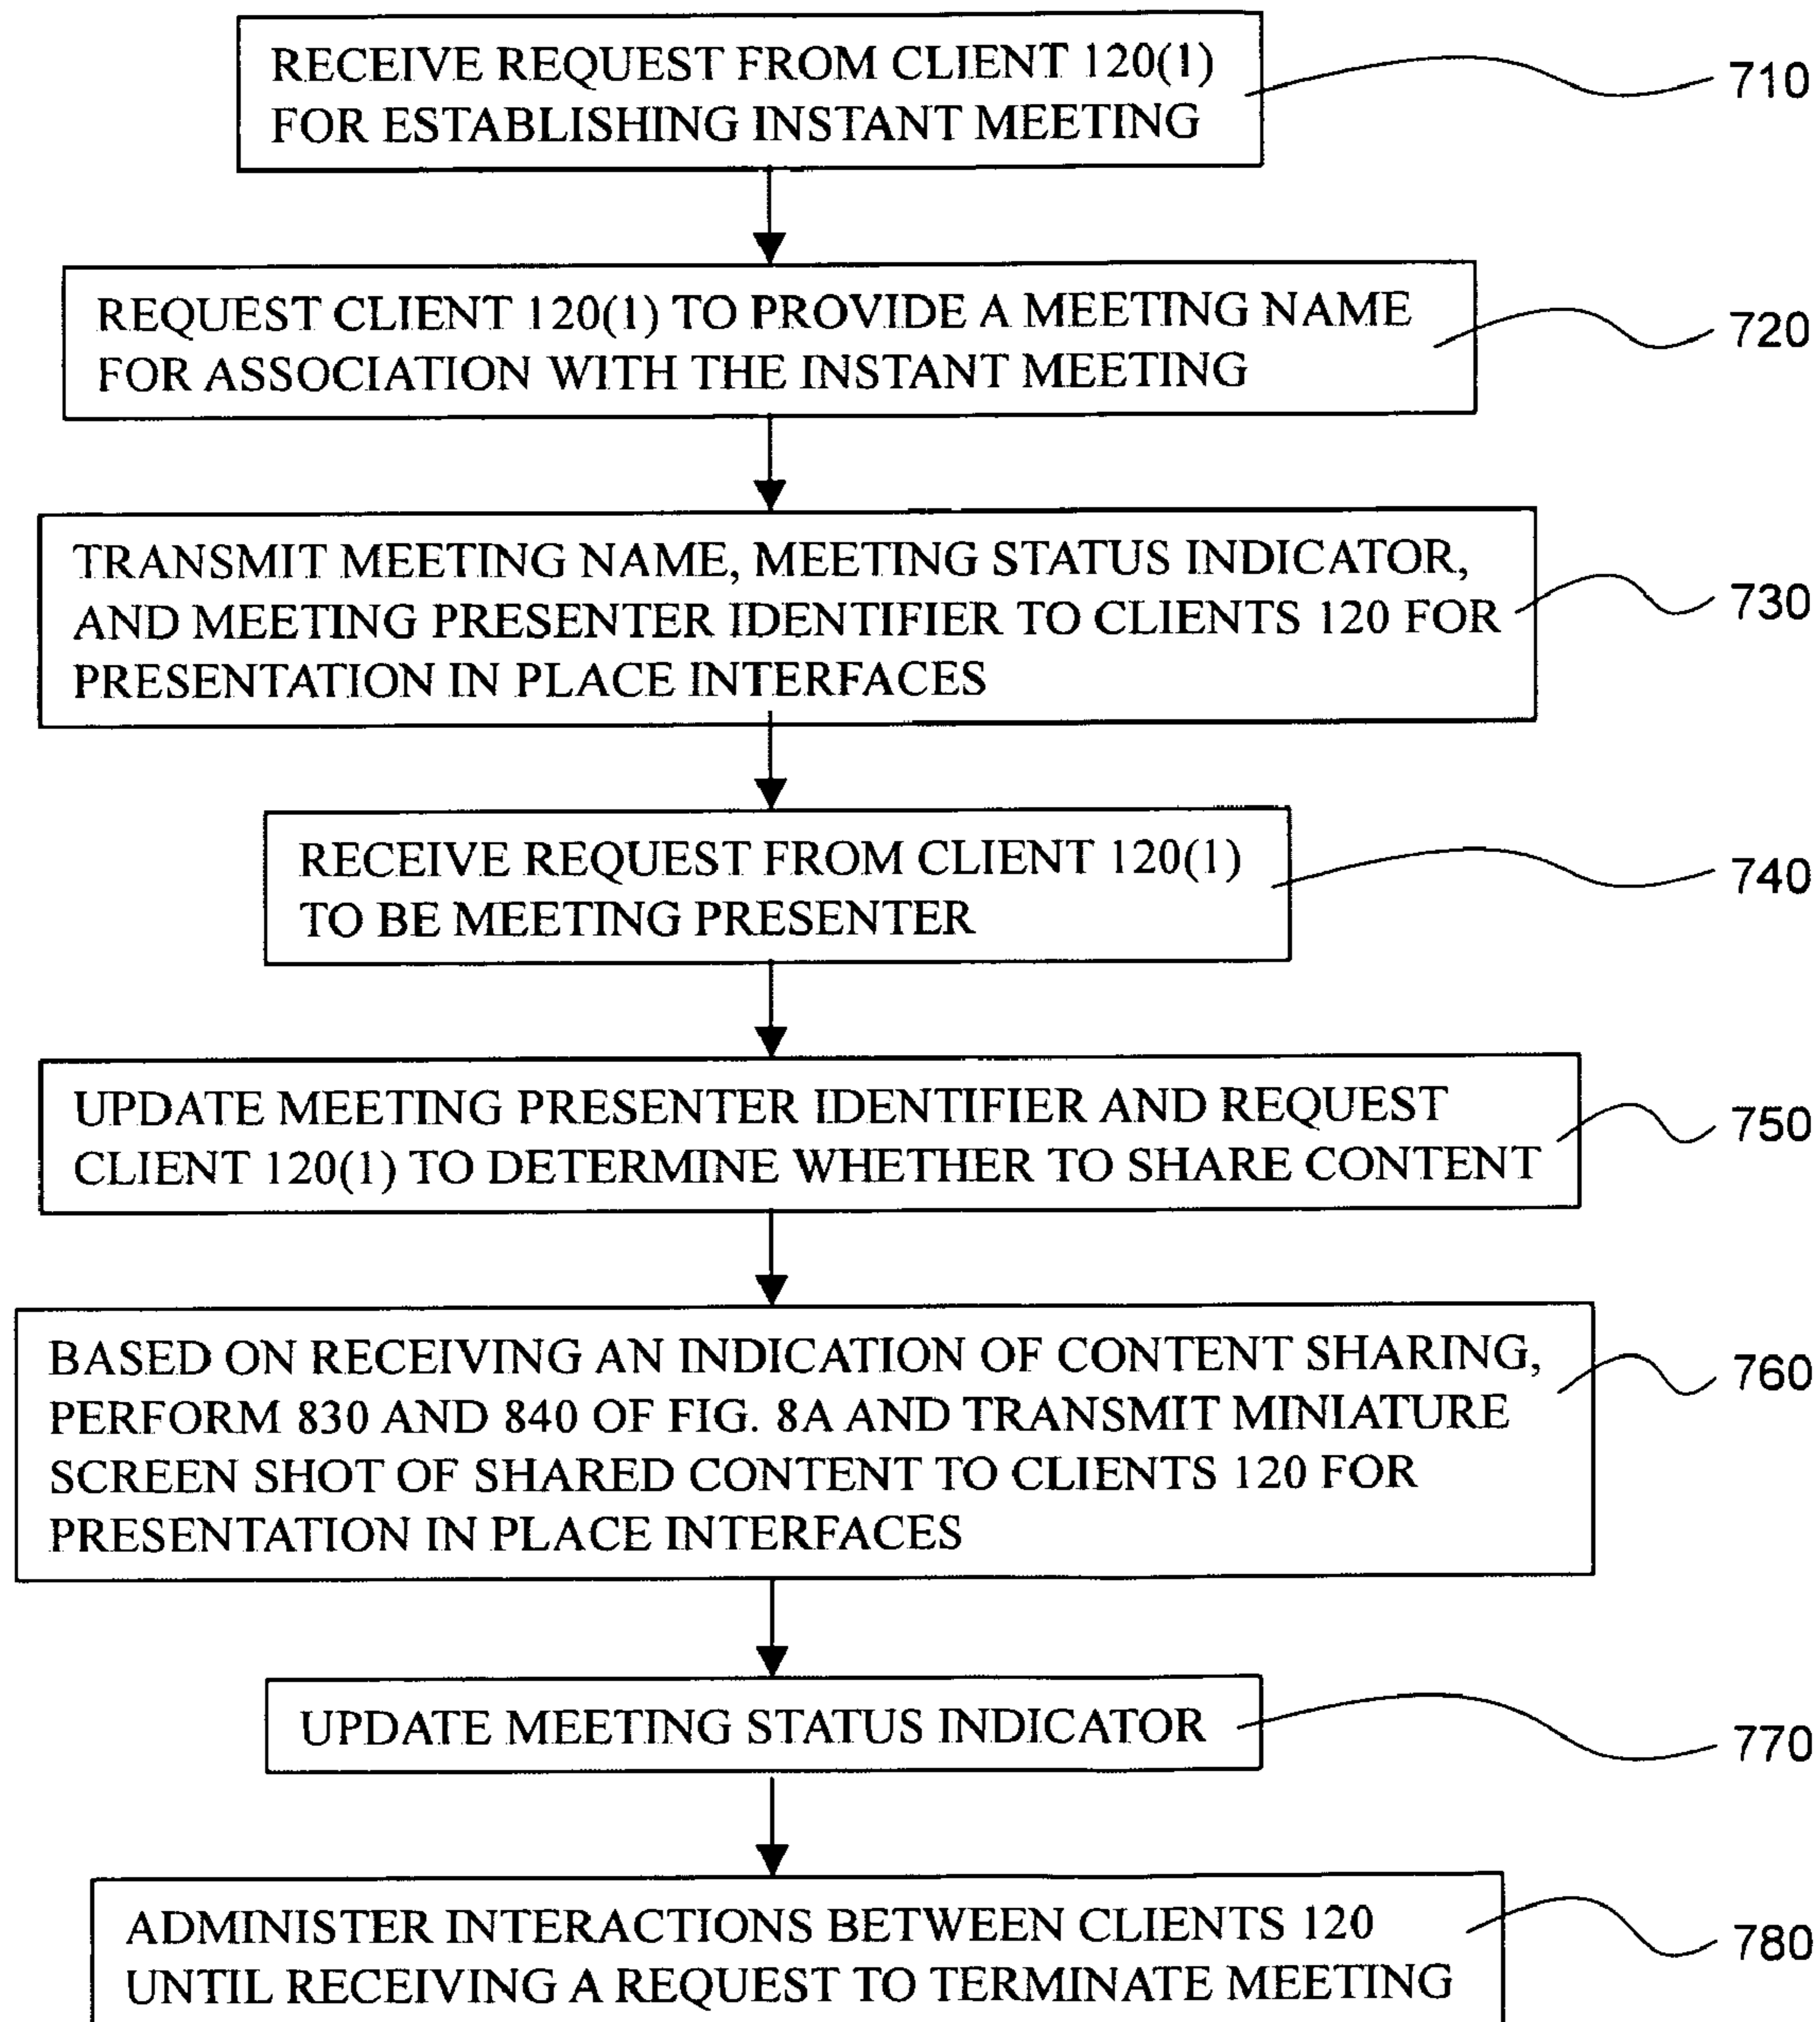 RECEIVE REQUEST FROM CLIENT 120(1)
FOR ESTABLISHING INSTANT MEETING
710
REQUEST CLIENT 120(1) TO PROVIDE A MEETING NAME
FOR ASSOCIATION WITH THE INSTANT MEETING
720
TRANSMIT MEETING NAME, MEETING STATUS INDICATOR,
AND MEETING PRESENTER IDENTIFIER TO CLIENTS 120 FOR
PRESENTATION IN PLACE INTERFACES
730
RECEIVE REQUEST FROM CLIENT 120(1)
TO BE MEETING PRESENTER
740
UPDATE MEETING PRESENTER IDENTIFIER AND REQUEST
CLIENT 120(1) TO DETERMINE WHETHER TO SHARE CONTENT
750
BASED ON RECEIVING AN INDICATION OF CONTENT SHARING,
PERFORM 830 AND 840 OF FIG. 8A AND TRANSMIT MINIATURE
SCREEN SHOT OF SHARED CONTENT TO CLIENTS 120 FOR
PRESENTATION IN PLACE INTERFACES
760
UPDATE MEETING STATUS INDICATOR
770
ADMINISTER INTERACTIONS BETWEEN CLIENTS 120
UNTIL RECEIVING A REQUEST TO TERMINATE MEETING
780